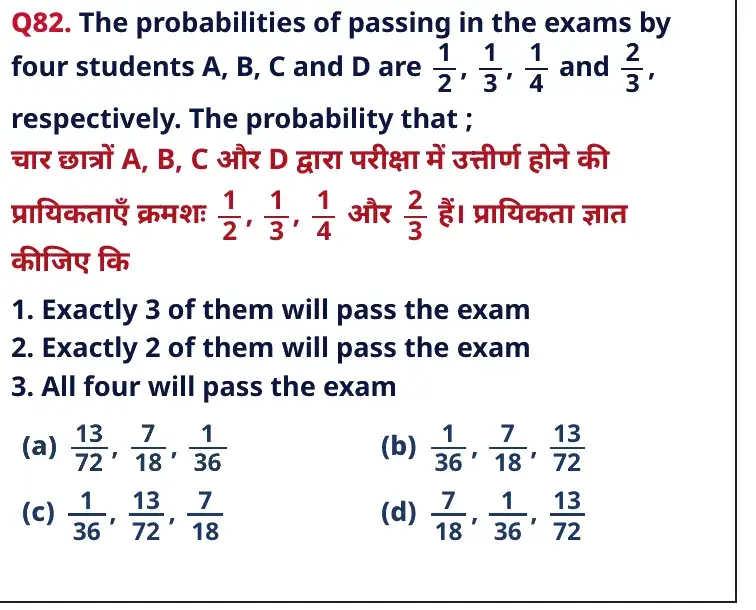 Q82. The probabilities of passing in the exams by
four students A, B, C and D are 1/2, 1/3, 1/4 and 2/3,
respectively. The probability that ;
चार छात्रों A, B, C और D द्वारा परीक्षा में उत्तीर्ण होने की
प्रायिकताएँ क्रमशः 1/2, 1/3, 1/4 और 2/3 हैं। प्रायिकता ज्ञात
कीजिए कि
1. Exactly 3 of them will pass the exam
2. Exactly 2 of them will pass the exam
3. All four will pass the exam
(a) 13/72, 7/18, 1/36 (b) 1/36, 7/18, 13/72
(c) 1/36, 13/72, 7/18 (d) 7/18, 1/36, 13/72